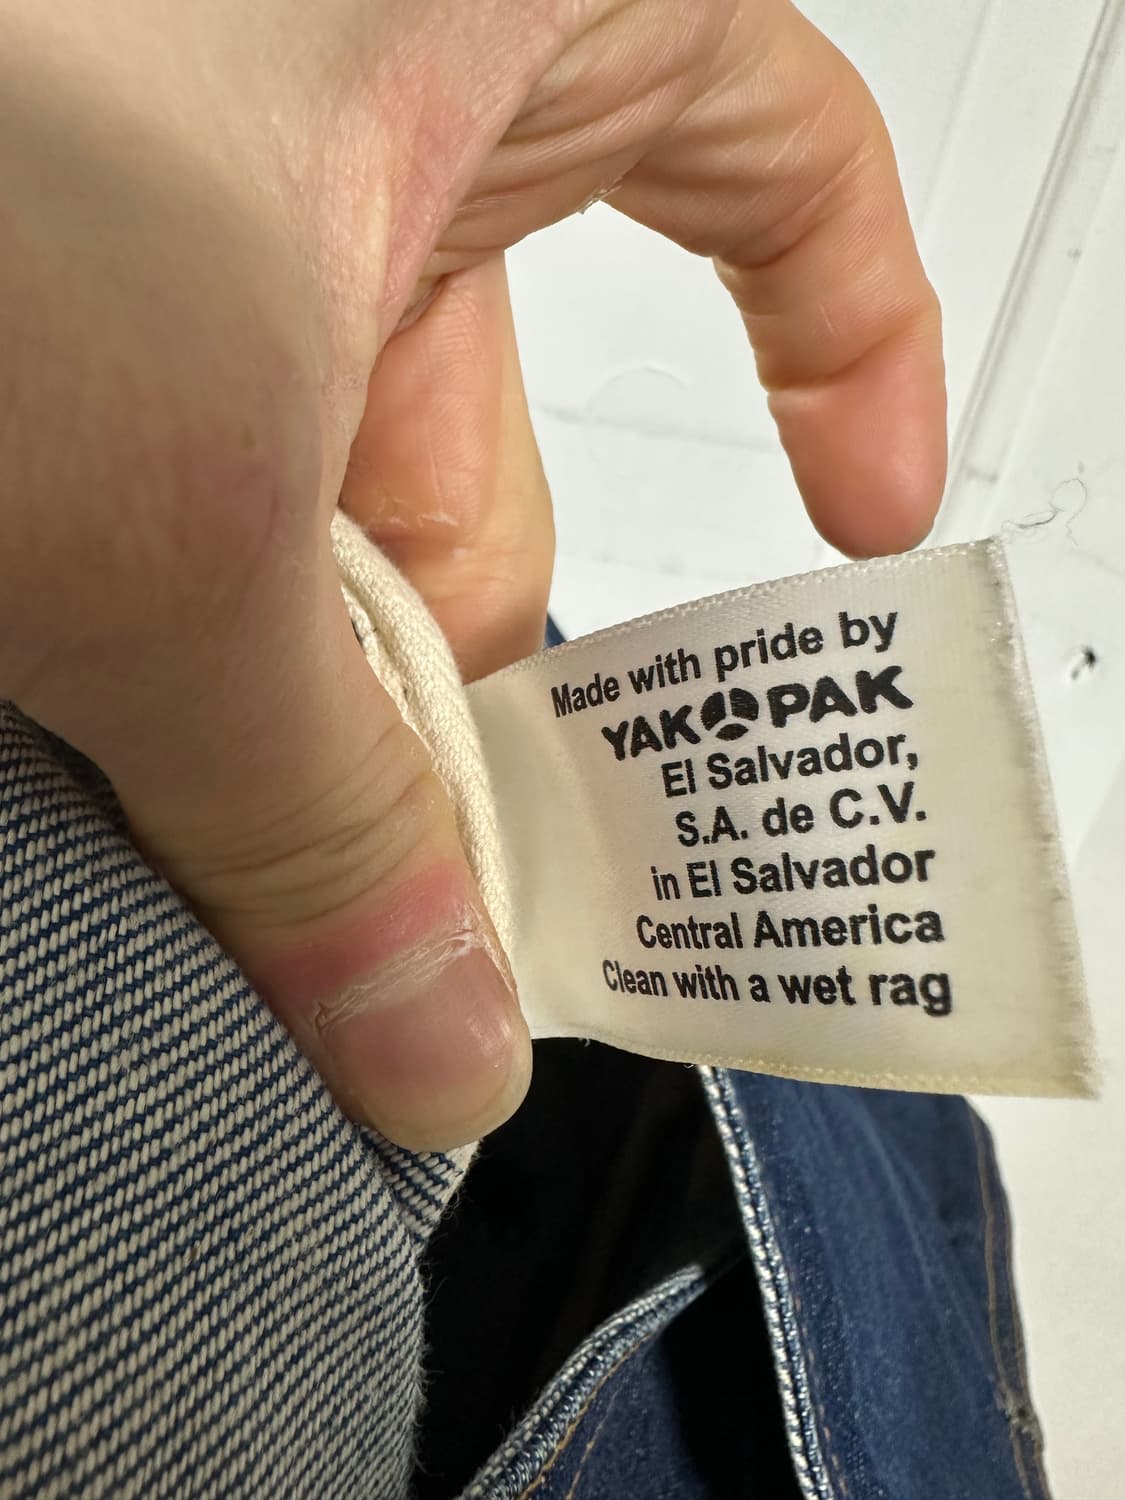 Made with pride by
YAK PAK
El Salvador,
S.A. de C.V.
in El Salvador
Central America
Clean with a wet rag